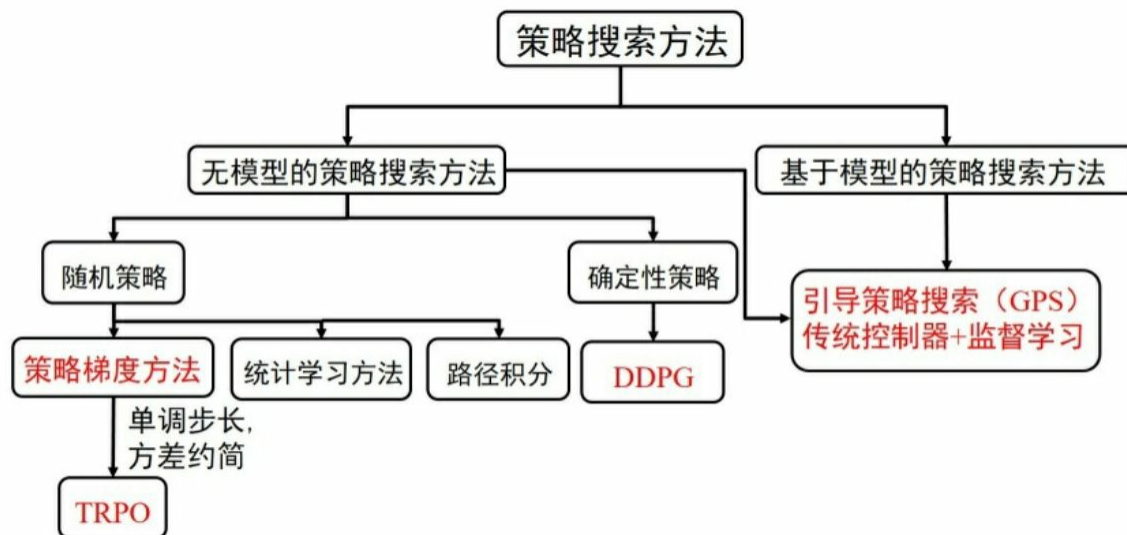 策略搜索方法
无模型的策略搜索方法
基于模型的策略搜索方法
随机策略
确定性策略
引导策略搜索（GPS）
传统控制器+监督学习
策略梯度方法
统计学习方法
路径积分
DDPG
单调步长,
方差约简
TRPO